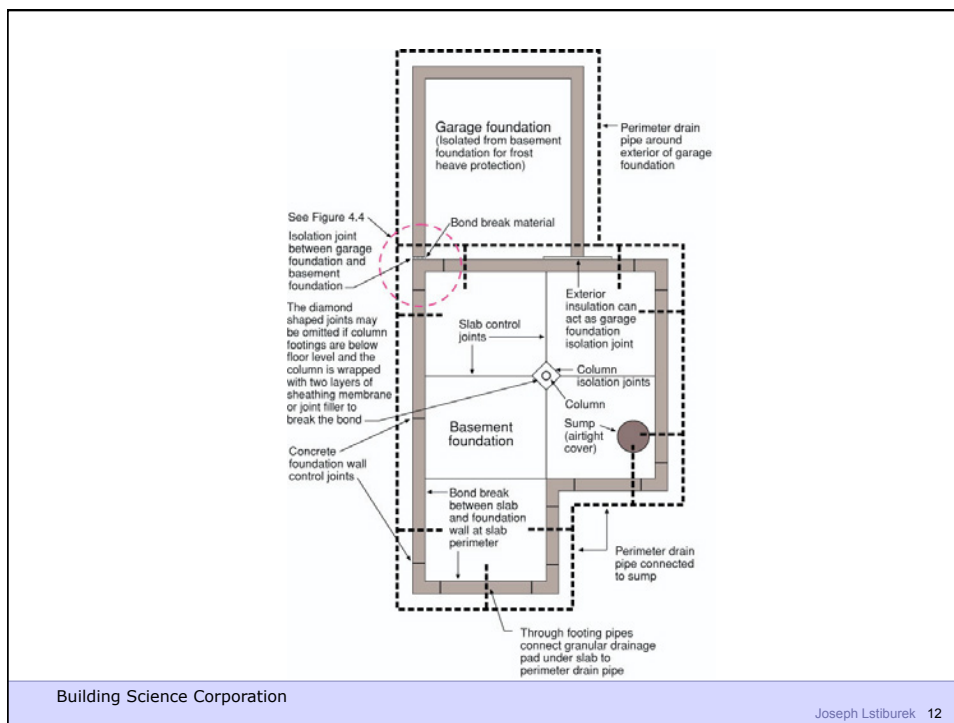 Garage foundation
(Isolated from basement
foundation for frost
heave protection)
Perimeter drain
pipe around
exterior of garage
foundation
See Figure 4.4
Bond break material
Isolation joint
between garage
foundation and
basement
foundation
Exterior
insulation can
act as garage
foundation
isolation joint
The diamond
shaped joints may
be omitted if column
footings are below
floor level and the
column is wrapped
with two layers of
sheathing membrane
or joint filler to
break the bond
Slab control
joints
Column
isolation joints
Column
Sump
(airtight
cover)
Basement
foundation
Concrete
foundation wall
control joints
Bond break
between slab
and foundation
wall at slab
perimeter
Perimeter drain
pipe connected
to sump
Through footing pipes
connect granular drainage
pad under slab to
perimeter drain pipe
Building Science Corporation
Joseph Lstiburek 12